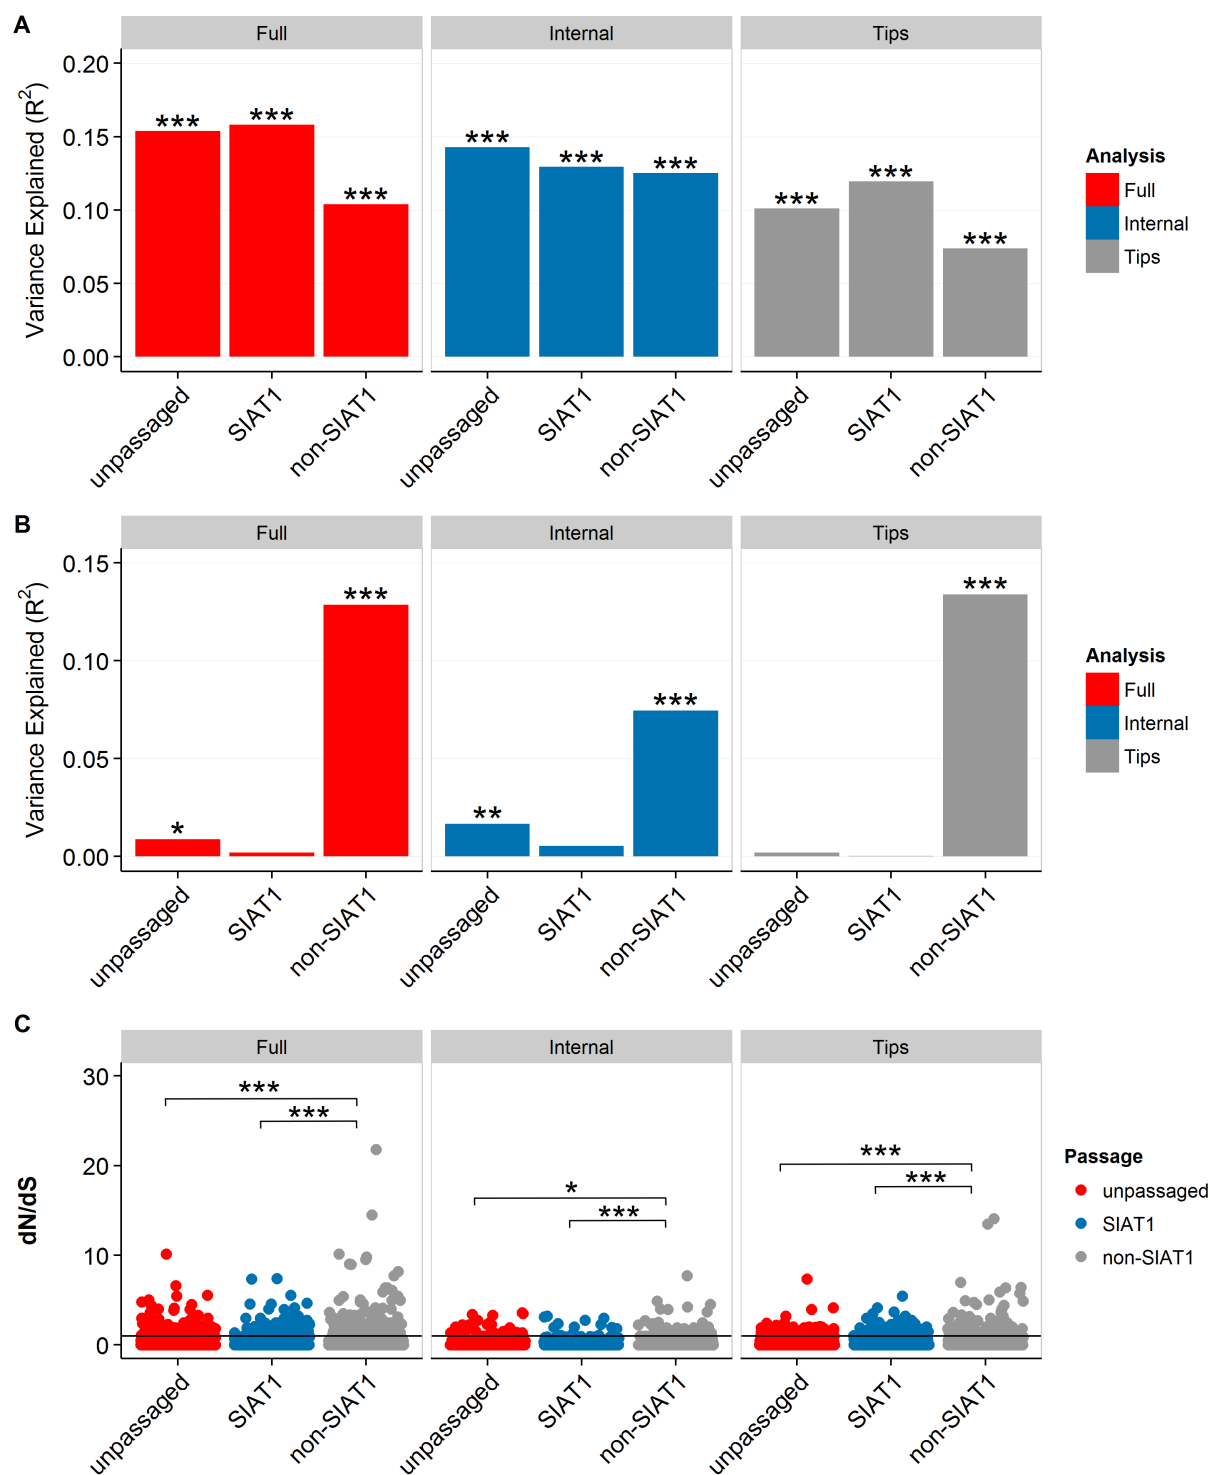 A
Full Internal Tips
Variance Explained (R²)
0.20
0.15
0.10
0.05
0.00
*** *** ***
*** *** ***
*** *** ***
unpassaged SIAT1 non-SIAT1 unpassaged SIAT1 non-SIAT1 unpassaged SIAT1 non-SIAT1
Analysis
Full
Internal
Tips
B
Full Internal Tips
Variance Explained (R²)
0.15
0.10
0.05
0.00
* ***
** ***
***
unpassaged SIAT1 non-SIAT1 unpassaged SIAT1 non-SIAT1 unpassaged SIAT1 non-SIAT1
Analysis
Full
Internal
Tips
C
Full Internal Tips
dN/dS
30
20
10
0
***
***
*
***
***
***
unpassaged SIAT1 non-SIAT1 unpassaged SIAT1 non-SIAT1 unpassaged SIAT1 non-SIAT1
Passage
unpassaged
SIAT1
non-SIAT1